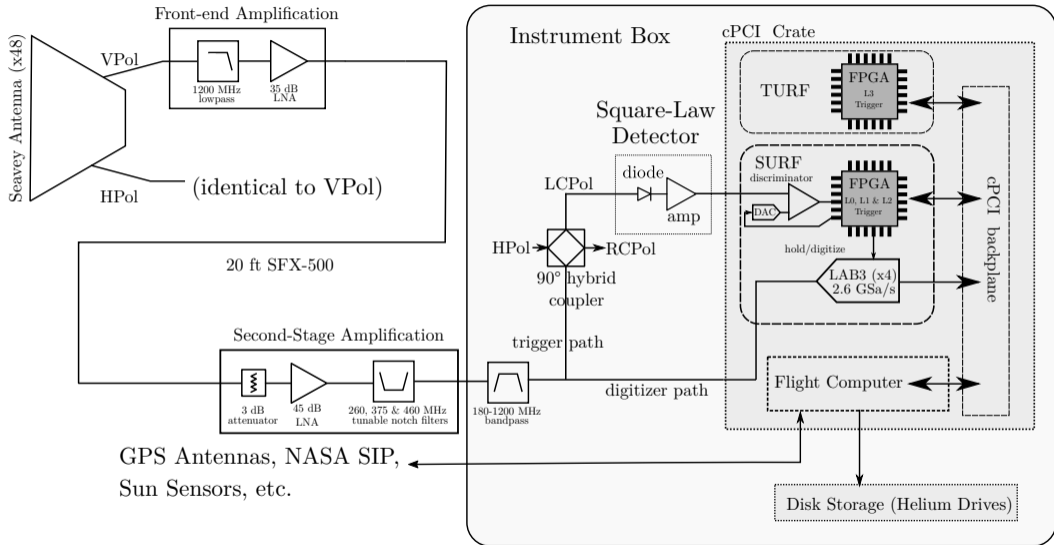 Front-end Amplification
Seavey Antenna (x48)
VPol
1200 MHz
lowpass
35 dB
LNA
HPol
(identical to VPol)
20 ft SFX-500
Second-Stage Amplification
3 dB
attenuator
45 dB
LNA
260, 375 & 460 MHz
tunable notch filters
GPS Antennas, NASA SIP,
Sun Sensors, etc.
Instrument Box
180-1200 MHz
bandpass
trigger path
digitizer path
HPol
RCPol
LCPol
90° hybrid
coupler
Square-Law
Detector
diode
amp
cPCI Crate
TURF
FPGA
L3
Trigger
SURF
discriminator
DAC
FPGA
L0, L1 & L2
Trigger
hold/digitize
LAB3 (x4)
2.6 GSa/s
cPCI backplane
Flight Computer
Disk Storage (Helium Drives)